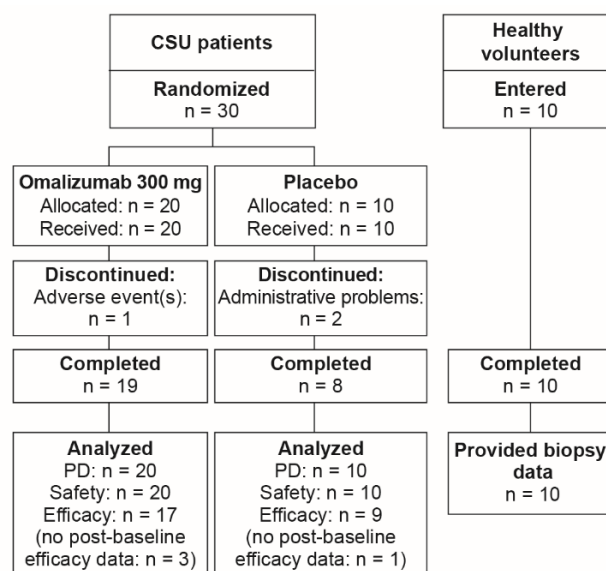 CSU patients
Randomized
n = 30
Healthy
volunteers
Entered
n = 10
Omalizumab 300 mg
Allocated: n = 20
Received: n = 20
Placebo
Allocated: n = 10
Received: n = 10
Discontinued:
Adverse event(s):
n = 1
Discontinued:
Administrative problems:
n = 2
Completed
n = 19
Completed
n = 8
Completed
n = 10
Analyzed
PD: n = 20
Safety: n = 20
Efficacy: n = 17
(no post-baseline
efficacy data: n = 3)
Analyzed
PD: n = 10
Safety: n = 10
Efficacy: n = 9
(no post-baseline
efficacy data: n = 1)
Provided biopsy
data
n = 10